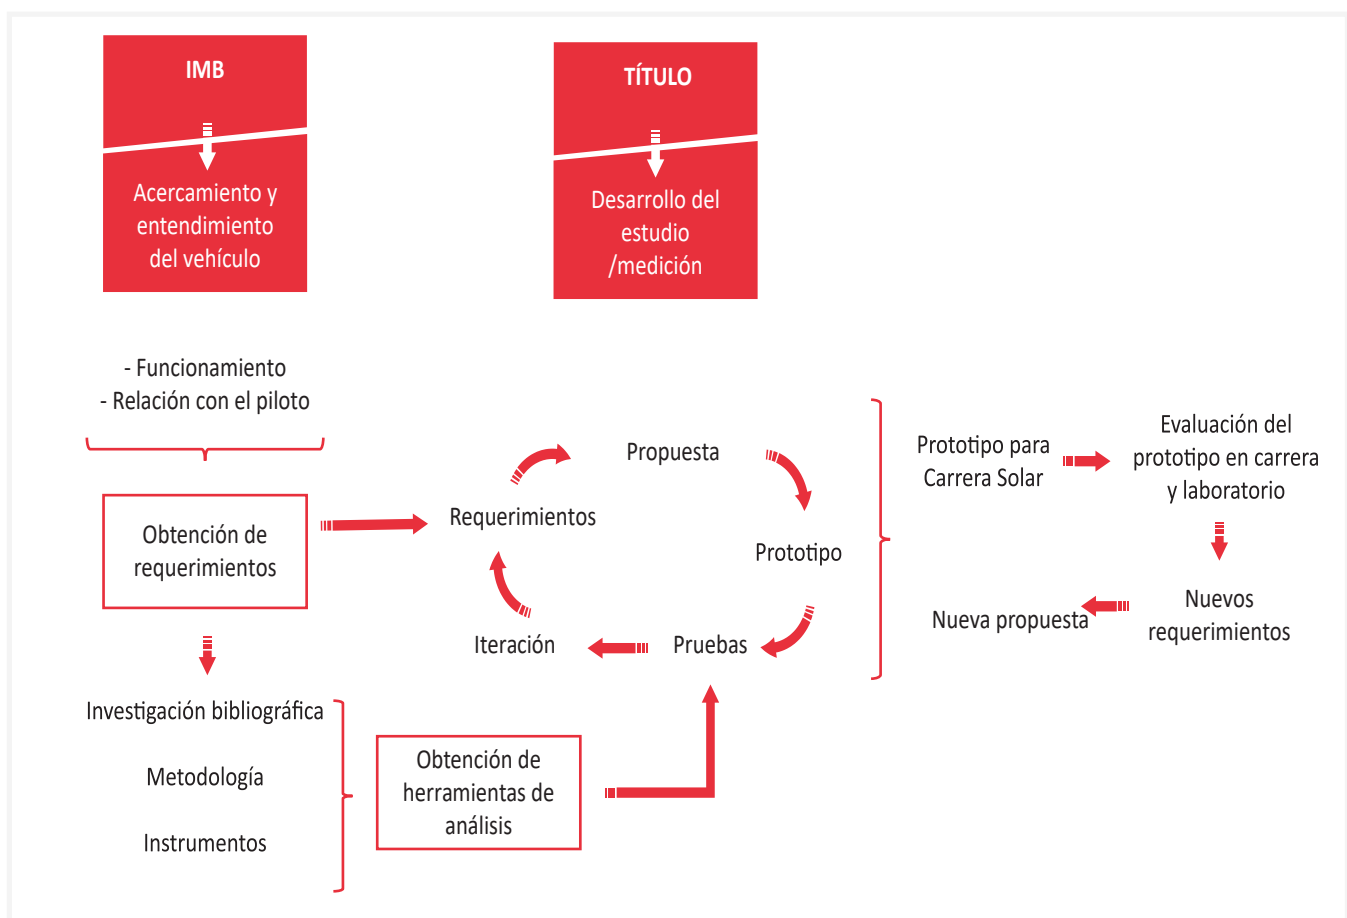 IMB
Acercamiento y
entendimiento
del vehículo
TÍTULO
Desarrollo del
estudio
/medición
- Funcionamiento
- Relación con el piloto
Obtención de
requerimientos
Investigación bibliográfica
Metodología
Instrumentos
Obtención de
herramientas de
análisis
Requerimientos
Propuesta
Prototipo
Pruebas
Iteración
Prototipo para
Carrera Solar
Evaluación del
prototipo en carrera
y laboratorio
Nuevos
requerimientos
Nueva propuesta